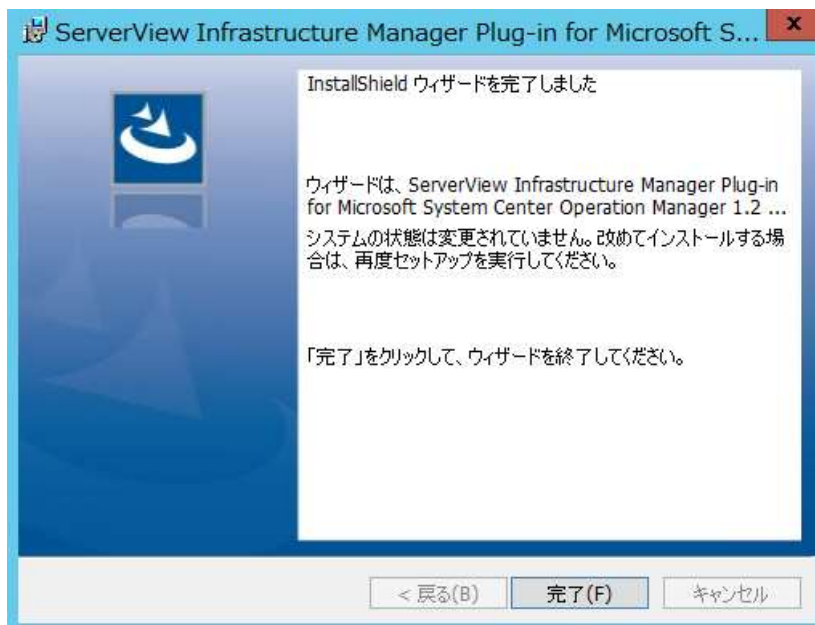 ServerView Infrastructure Manager Plug-in for Microsoft S...
x
InstallShield ウィザードを完了しました
ウィザードは、ServerView Infrastructure Manager Plug-in
for Microsoft System Center Operation Manager 1.2 ...
システムの状態は変更されていません。改めてインストールする場
合は、再度セットアップを実行してください。
「完了」をクリックして、ウィザードを終了してください。
< 戻る(B)
完了(F)
キャンセル